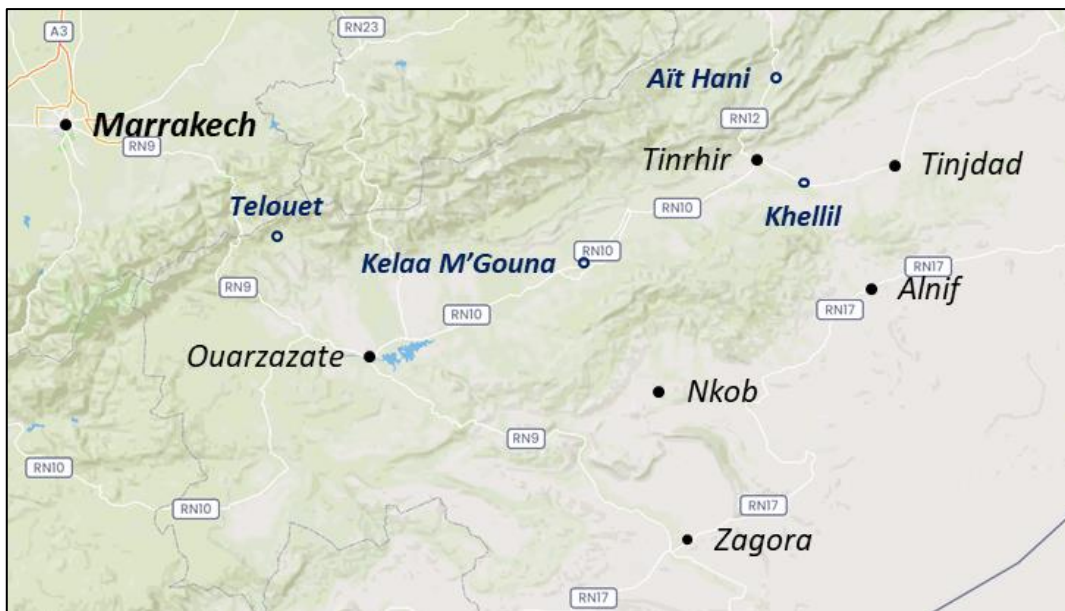 A3
RN23
Aït Hani
Marrakech
RN9
RN12
Tinrhir
Tinjdad
Telouet
RN10
Khellil
Kelaa M’Gouna
RN10
RN17
RN9
Alnif
RN10
RN17
Ouarzazate
Nkob
RN9
RN10
RN10
RN17
Zagora
RN17